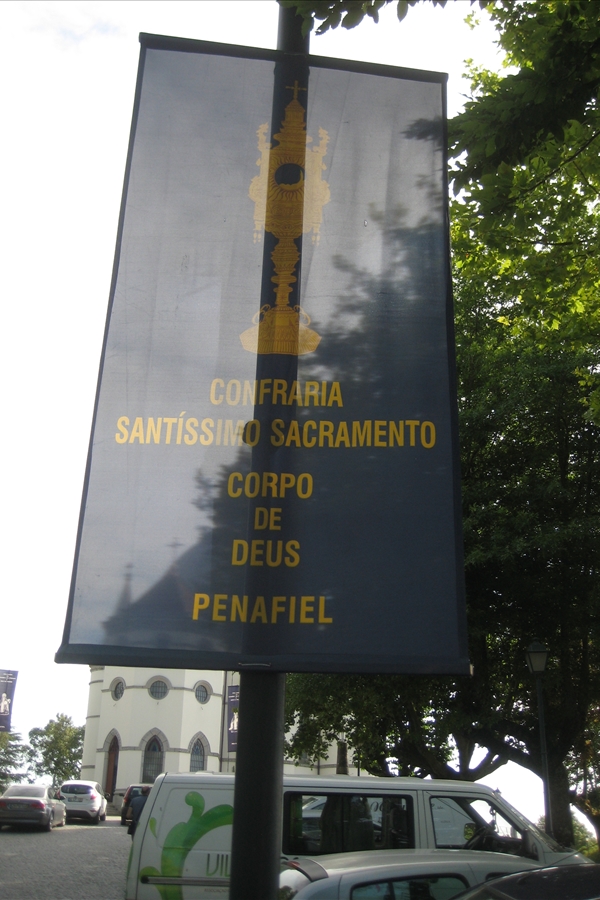 CONFRARIA
SANTÍSSIMO SACRAMENTO
CORPO
DE
DEUS
PENAFIEL